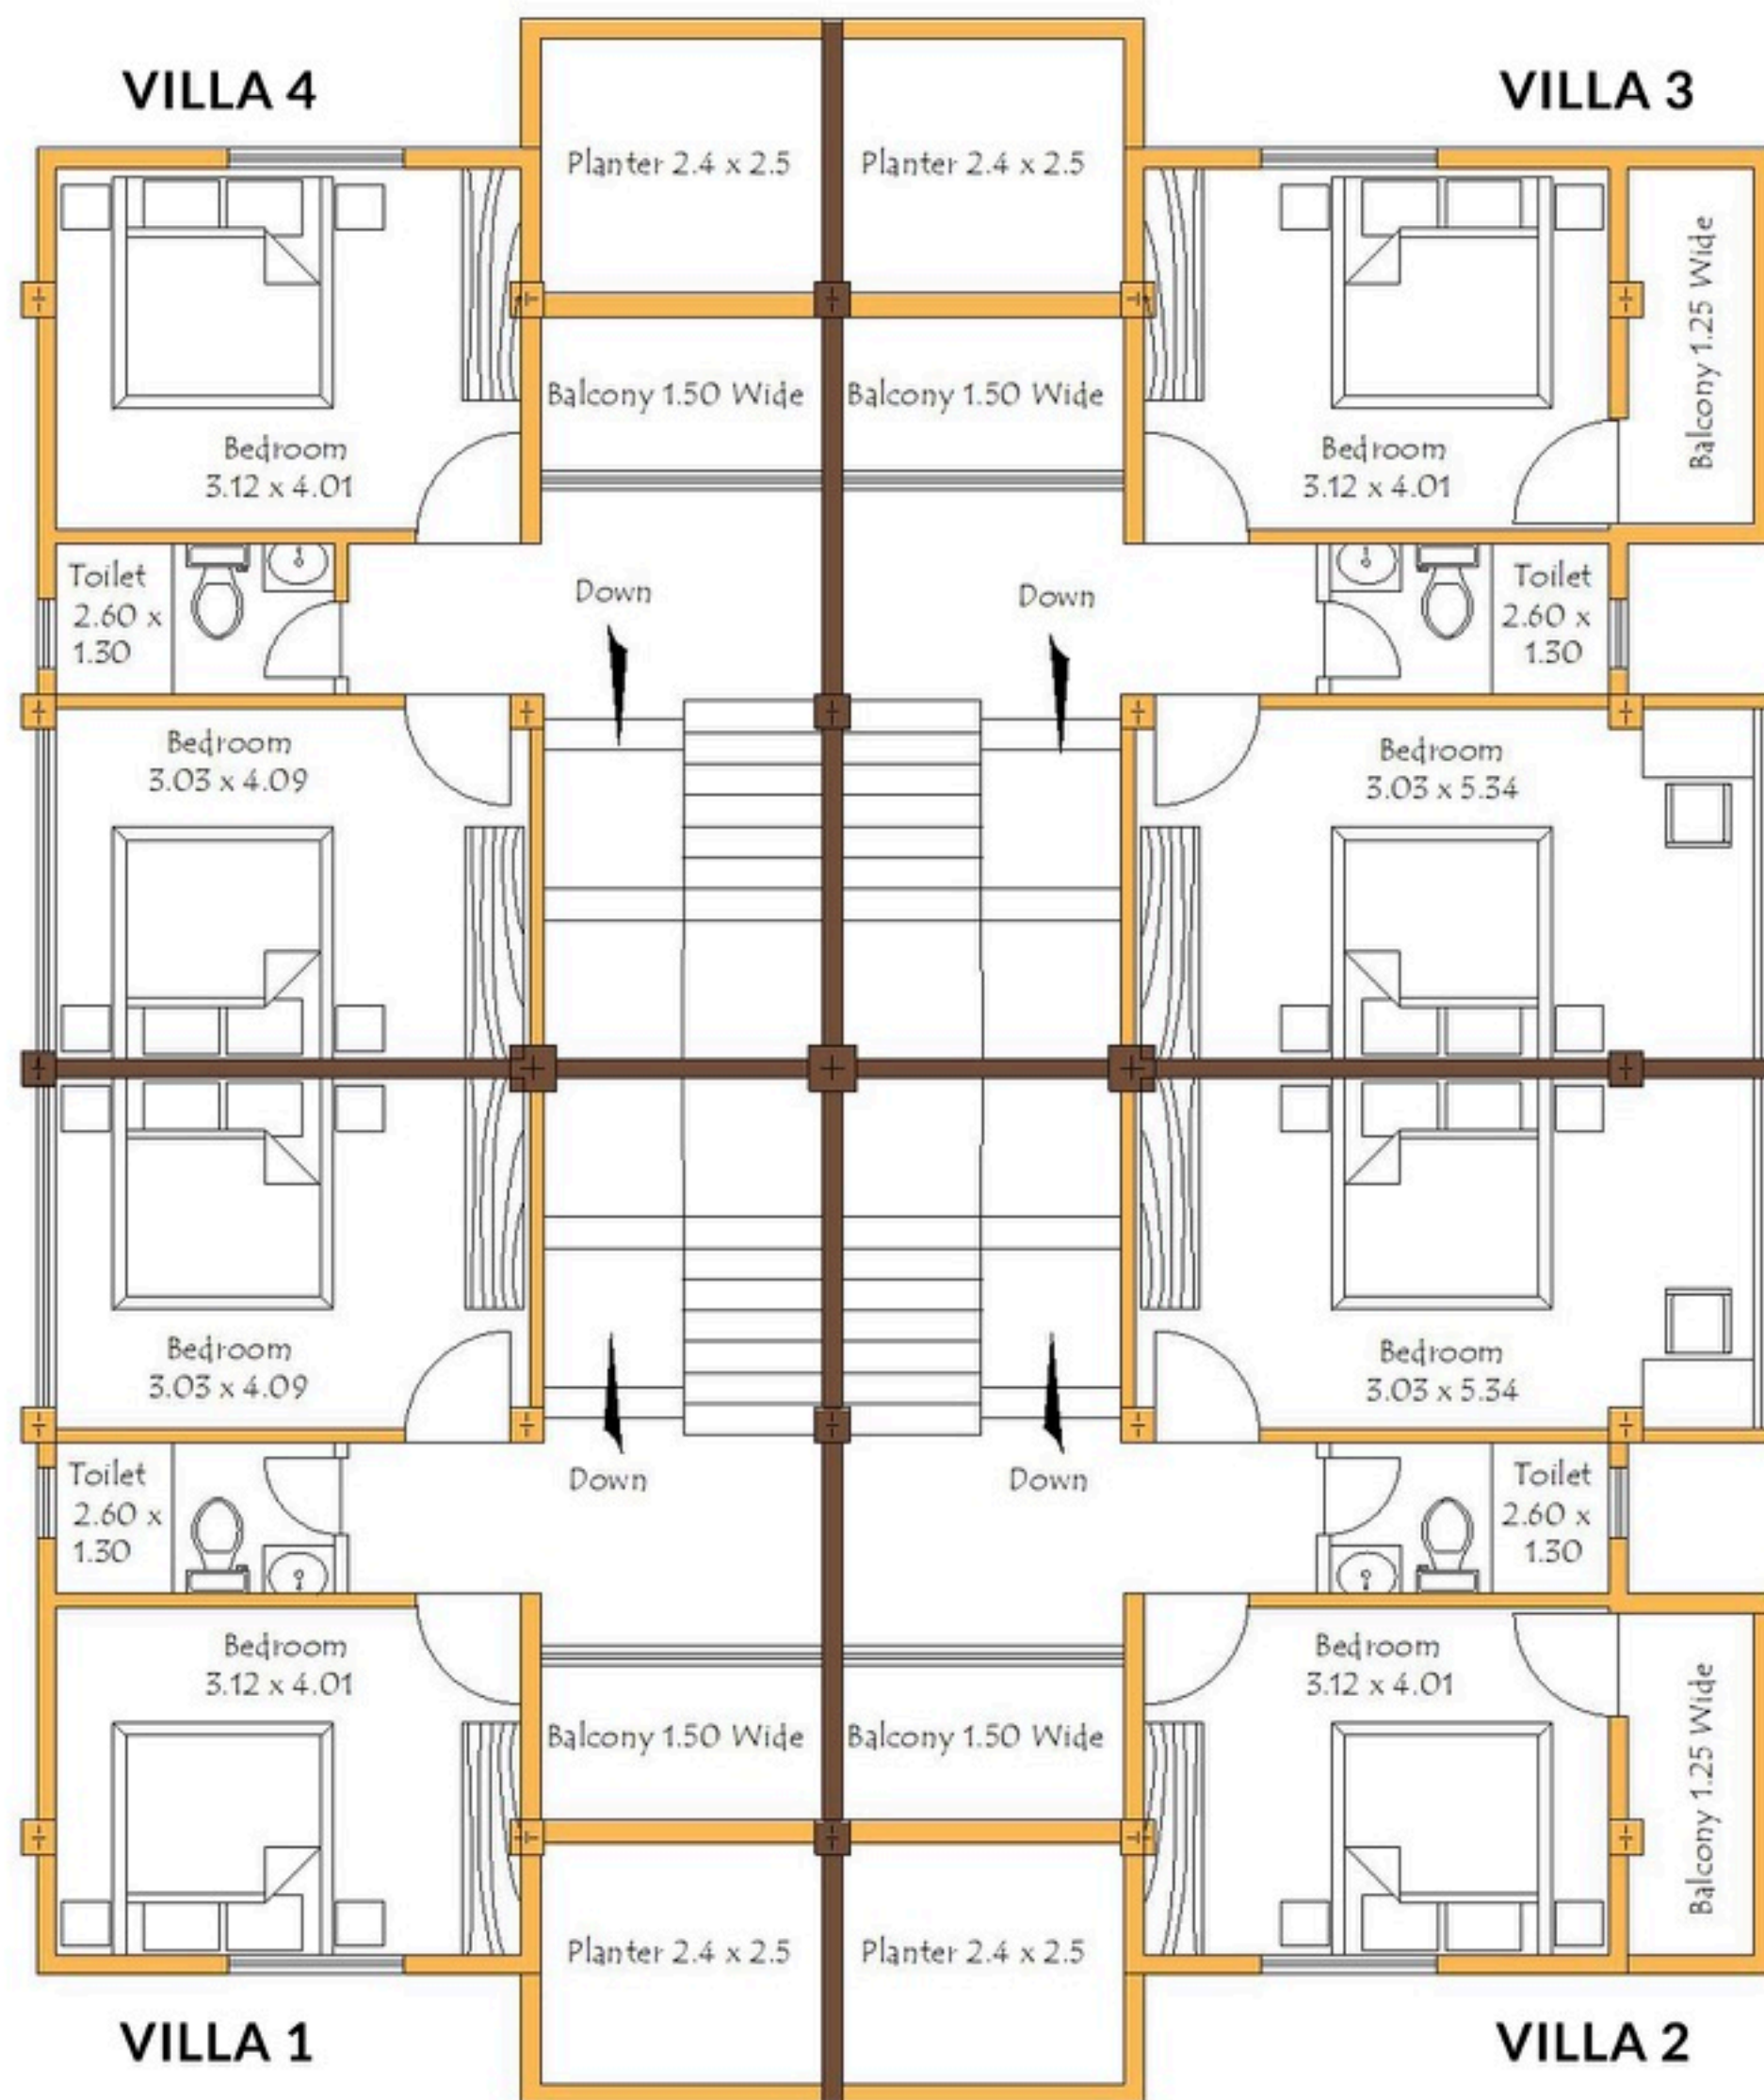 VILLA 4
VILLA 3
Planter 2.4 x 2.5
Planter 2.4 x 2.5
Balcony 1.25 Wide
Balcony 1.50 Wide
Balcony 1.50 Wide
Bedroom
3.12 x 4.01
Bedroom
3.12 x 4.01
Toilet
2.60 x
1.30
Down
Down
Toilet
2.60 x
1.30
Bedroom
3.03 x 4.09
Bedroom
3.03 x 5.34
Bedroom
3.03 x 4.09
Bedroom
3.03 x 5.34
Toilet
2.60 x
1.30
Down
Down
Toilet
2.60 x
1.30
Bedroom
3.12 x 4.01
Bedroom
3.12 x 4.01
Balcony 1.50 Wide
Balcony 1.50 Wide
Balcony 1.25 Wide
Planter 2.4 x 2.5
Planter 2.4 x 2.5
VILLA 1
VILLA 2